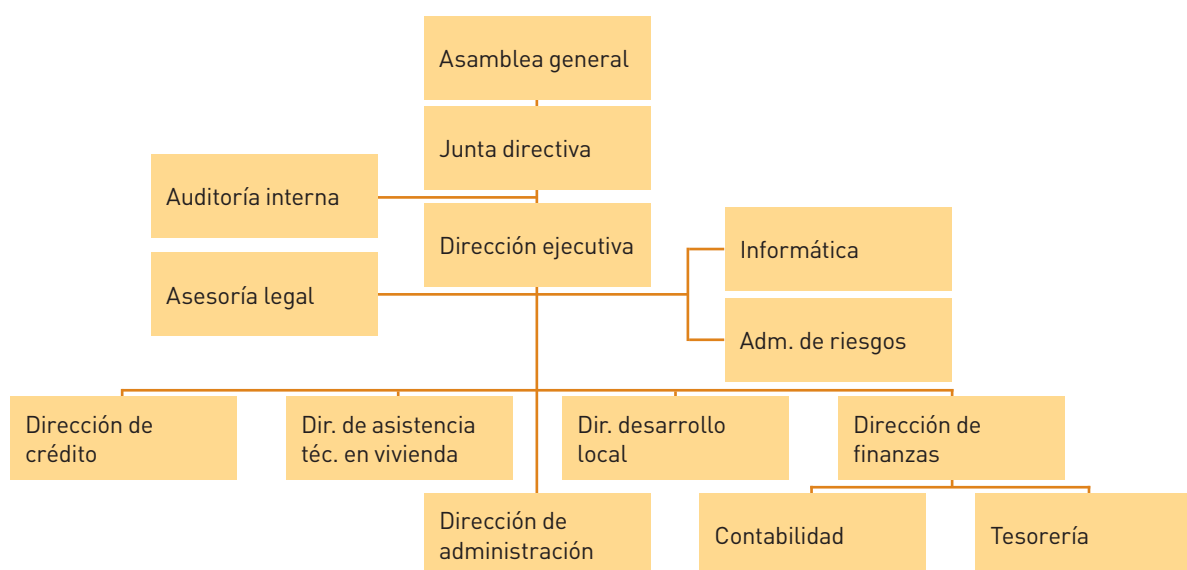 Asamblea general
Junta directiva
Auditoría interna
Dirección ejecutiva
Informática
Asesoría legal
Adm. de riesgos
Dirección de
crédito
Dir. de asistencia
téc. en vivienda
Dir. desarrollo
local
Dirección de
finanzas
Dirección de
administración
Contabilidad
Tesorería